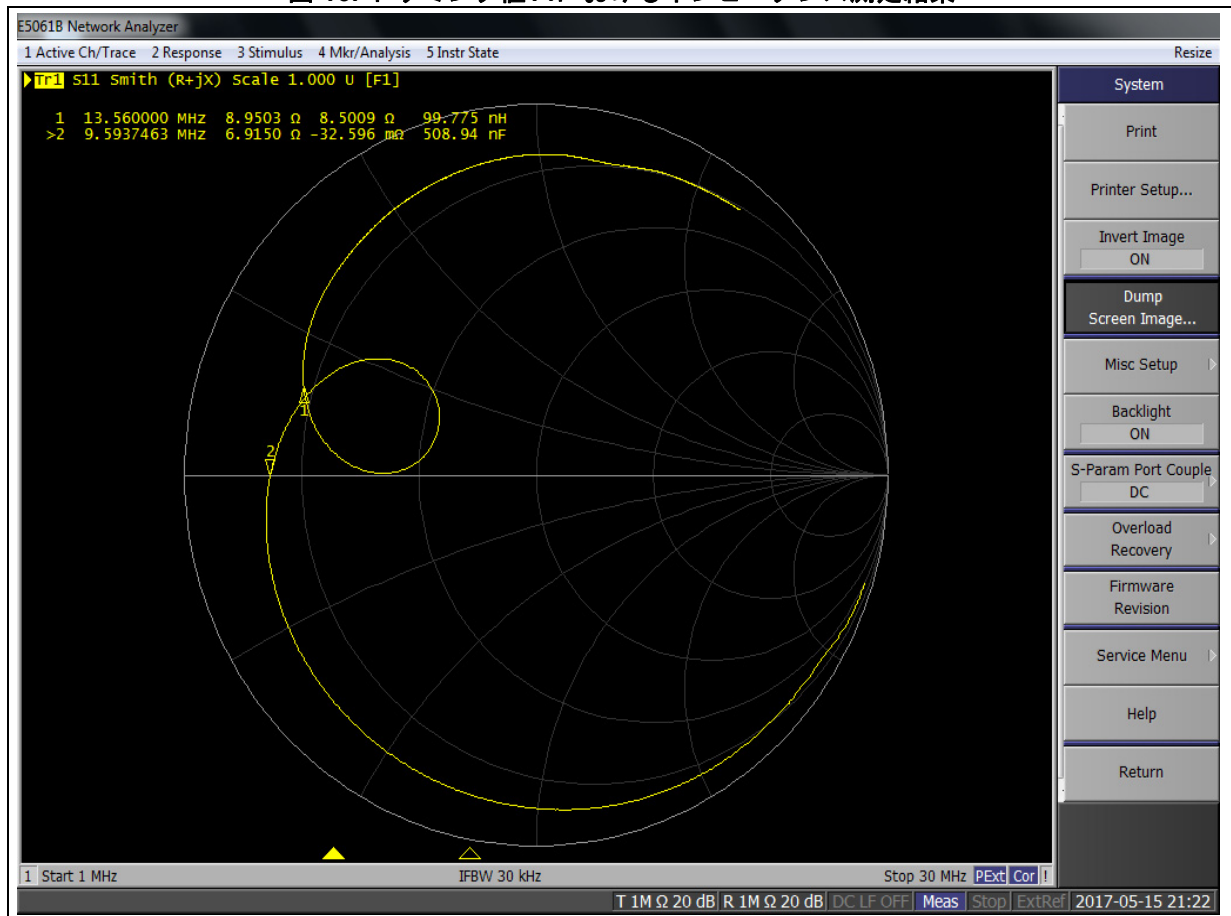 E5061B Network Analyzer
1 Active Ch/Trace 2 Response 3 Stimulus 4 Mkr/Analysis 5 Instr State Resize
Tr1 S11 Smith (R+jX) Scale 1.000 U [F1]
1 13.560000 MHz 8.9503 Ω 8.5009 Ω 99.775 nH
>2 9.5937463 MHz 6.9150 Ω -32.596 mΩ 508.94 nF
1
2
System
Print
Printer Setup...
Invert Image
ON
Dump
Screen Image...
Misc Setup
Backlight
ON
S-Param Port Couple
DC
Overload
Recovery
Firmware
Revision
Service Menu
Help
Return
1 Start 1 MHz IFBW 30 kHz Stop 30 MHz PExt Cor !
T 1M Ω 20 dB R 1M Ω 20 dB DC LF OFF Meas Stop ExtRef 2017-05-15 21:22